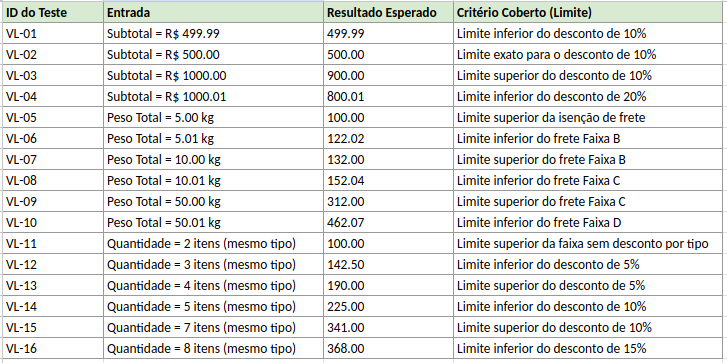 ID do Teste Entrada Resultado Esperado Critério Coberto (Limite)
VL-01 Subtotal = R$ 499.99 499.99 Limite inferior do desconto de 10%
VL-02 Subtotal = R$ 500.00 500.00 Limite exato para o desconto de 10%
VL-03 Subtotal = R$ 1000.00 900.00 Limite superior do desconto de 10%
VL-04 Subtotal = R$ 1000.01 800.01 Limite inferior do desconto de 20%
VL-05 Peso Total = 5.00 kg 100.00 Limite superior da isenção de frete
VL-06 Peso Total = 5.01 kg 122.02 Limite inferior do frete Faixa B
VL-07 Peso Total = 10.00 kg 132.00 Limite superior do frete Faixa B
VL-08 Peso Total = 10.01 kg 152.04 Limite inferior do frete Faixa C
VL-09 Peso Total = 50.00 kg 312.00 Limite superior do frete Faixa C
VL-10 Peso Total = 50.01 kg 462.07 Limite inferior do frete Faixa D
VL-11 Quantidade = 2 itens (mesmo tipo) 100.00 Limite superior da faixa sem desconto por tipo
VL-12 Quantidade = 3 itens (mesmo tipo) 142.50 Limite inferior do desconto de 5%
VL-13 Quantidade = 4 itens (mesmo tipo) 190.00 Limite superior do desconto de 5%
VL-14 Quantidade = 5 itens (mesmo tipo) 225.00 Limite inferior do desconto de 10%
VL-15 Quantidade = 7 itens (mesmo tipo) 341.00 Limite superior do desconto de 10%
VL-16 Quantidade = 8 itens (mesmo tipo) 368.00 Limite inferior do desconto de 15%